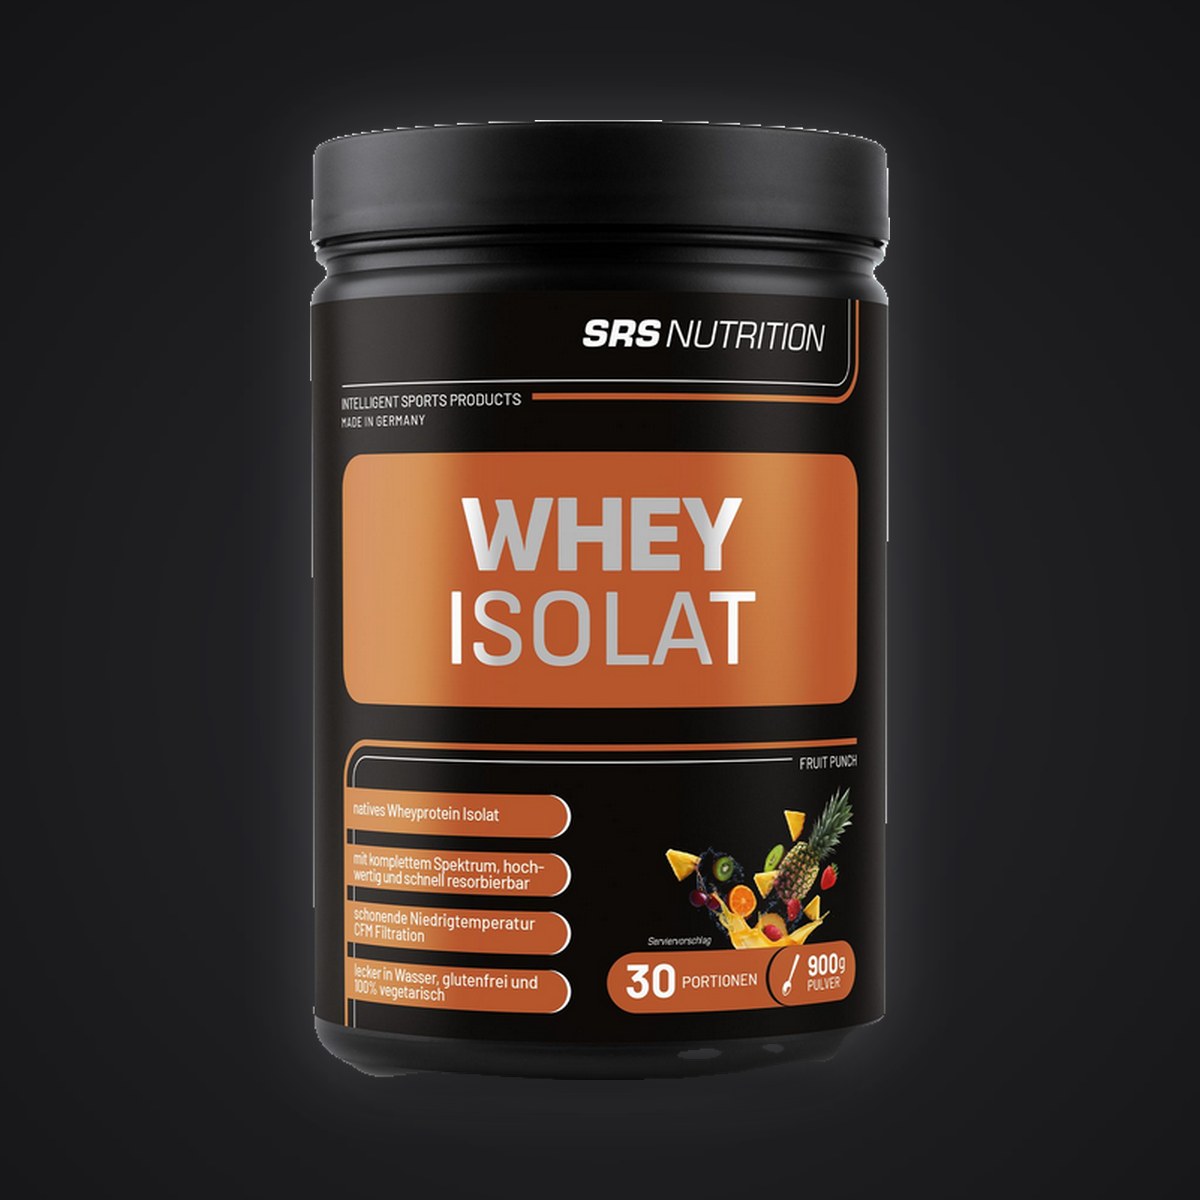 SRS NUTRITION
INTELLIGENT SPORTS PRODUCTS
MADE IN GERMANY
WHEY
ISOLAT
FRUIT PUNCH
natives Wheyprotein Isolat
mit komplettem Spektrum, hoch-
wertig und schnell resorbierbar
schonende Niedrigtemperatur
CFM Filtration
lecker in Wasser, glutenfrei und
100% vegetarisch
Serviervorschlag
30 PORTIONEN
900g
PULVER